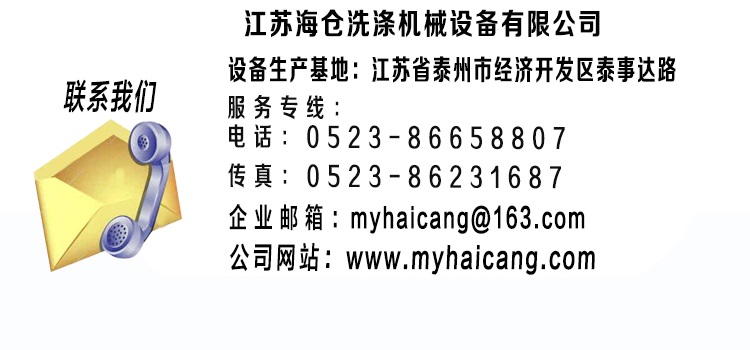 江苏海仓洗涤机械设备有限公司
设备生产基地：江苏省泰州市经济开发区泰事达路
联系我们
服务专线：
电话：0523-86658807
传真：0523-86231687
企业邮箱：myhaicang@163.com
公司网站：www.myhaicang.com